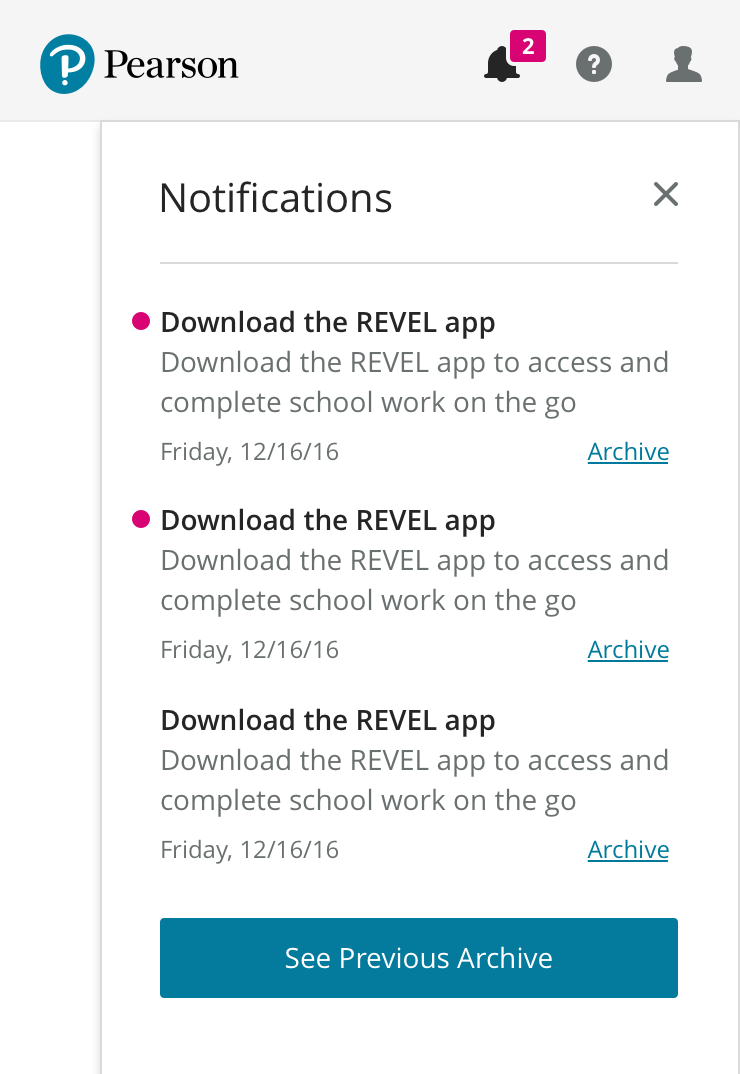 Pearson
2
?
Notifications
Download the REVEL app
Download the REVEL app to access and
complete school work on the go
Friday, 12/16/16 Archive
Download the REVEL app
Download the REVEL app to access and
complete school work on the go
Friday, 12/16/16 Archive
Download the REVEL app
Download the REVEL app to access and
complete school work on the go
Friday, 12/16/16 Archive
See Previous Archive